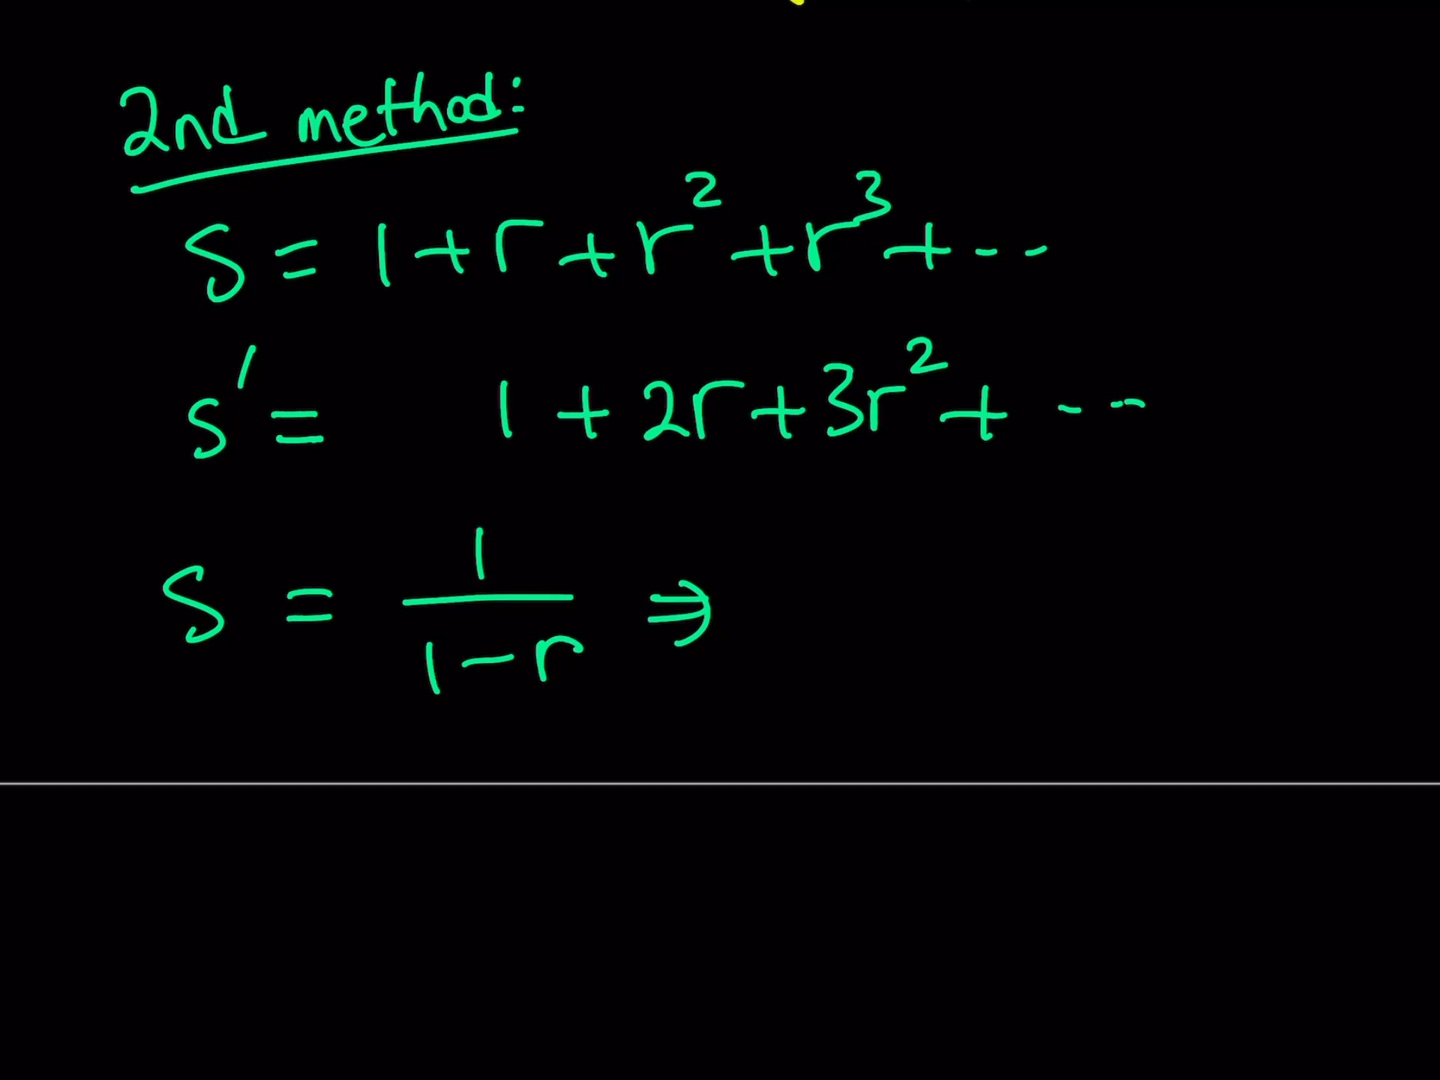 2nd method:
S = 1 + r + r² + r³ + ...
s' = 1 + 2r + 3r² + ...
S = 1/(1-r) ⇒